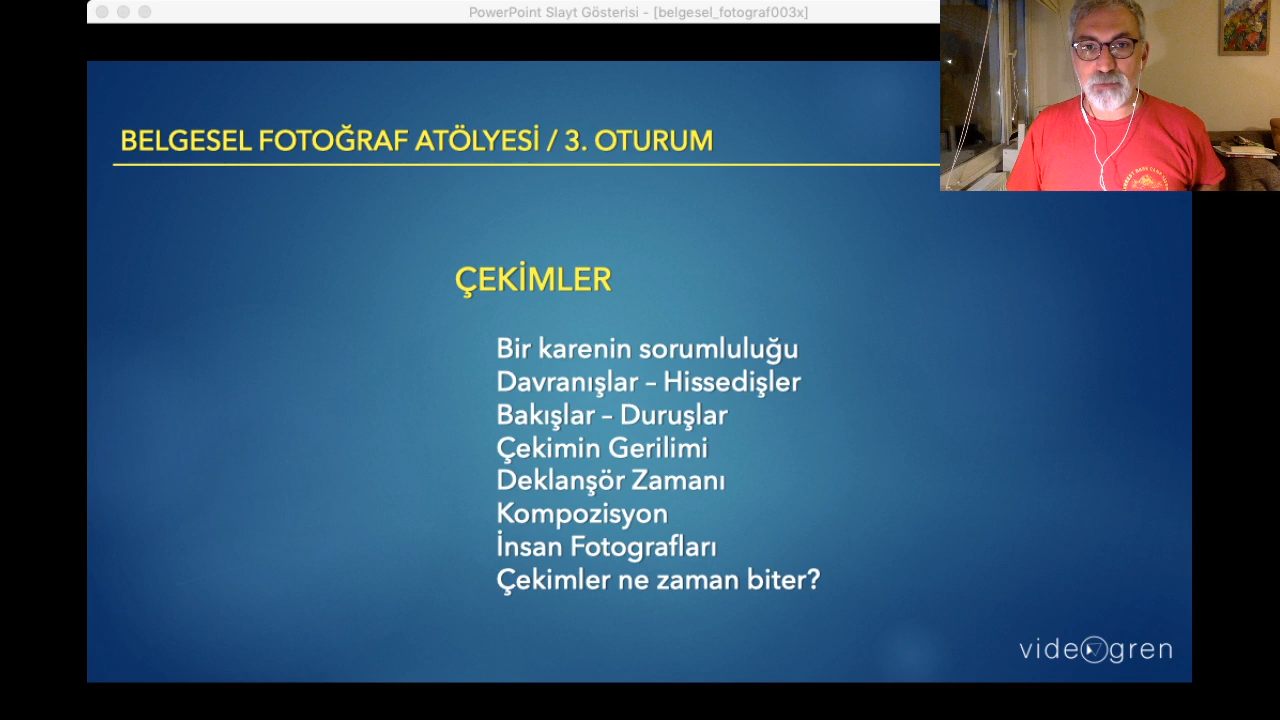 PowerPoint Slayt Gösterisi - [belgesel_fotograf003x]
BELGESEL FOTOĞRAF ATÖLYESİ / 3. OTURUM
ÇEKİMLER
Bir karenin sorumluluğu
Davranışlar – Hissedişler
Bakışlar – Duruşlar
Çekimin Gerilimi
Deklanşör Zamanı
Kompozisyon
İnsan Fotografları
Çekimler ne zaman biter?
videogren